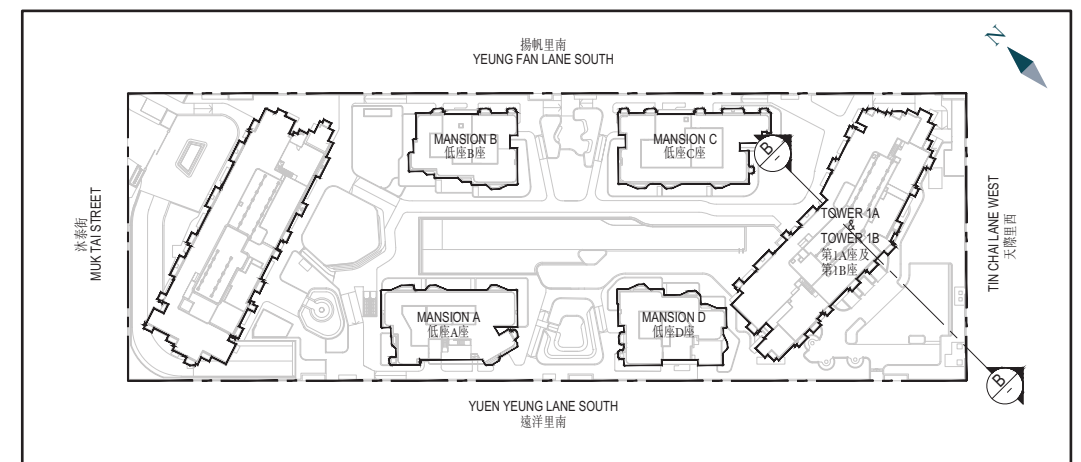 揚帆里南
YEUNG FAN LANE SOUTH
N
MANSION B
低座B座
MANSION C
低座C座
B
沐泰街
MUK TAI STREET
TOWER 1A
&
TOWER 1B
第1A座及
第1B座
TIN CHAI LANE WEST
天際里西
MANSION A
低座A座
MANSION D
低座D座
B
YUEN YEUNG LANE SOUTH
遠洋里南